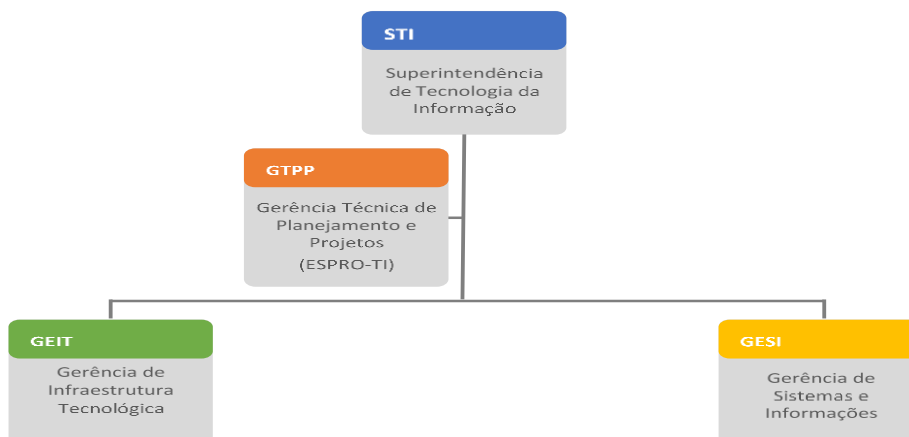 STI
Superintendência
de Tecnologia da
Informação
GTPP
Gerência Técnica de
Planejamento e
Projetos
(ESPRO-TI)
GEIT
Gerência de
Infraestrutura
Tecnológica
GESI
Gerência de
Sistemas e
Informações